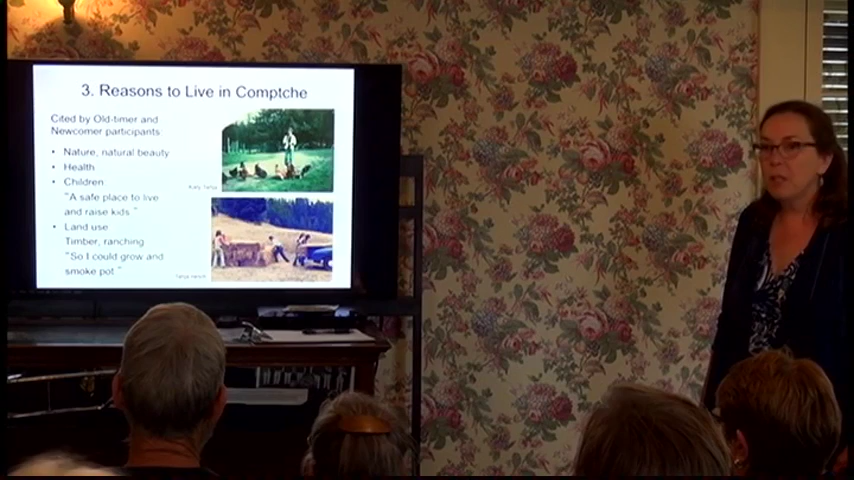 3. Reasons to Live in Comptche
Cited by Old-timer and
Newcomer participants:
• Nature, natural beauty
• Health
• Children
"A safe place to live
and raise kids."
• Land use
Timber, ranching
"So I could grow and
smoke pot."